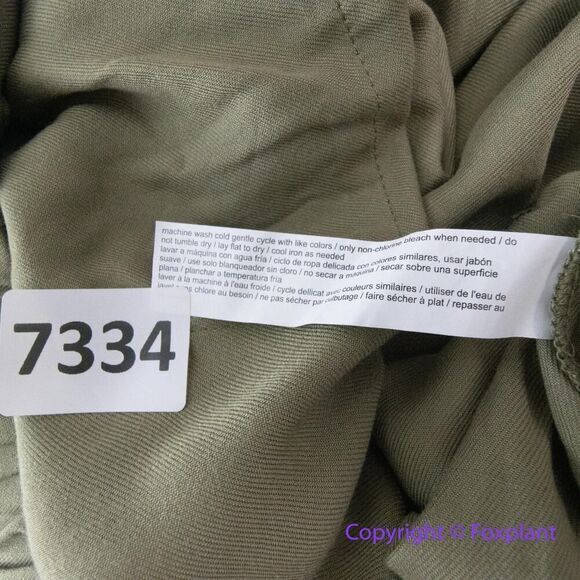 machine wash cold gentle cycle with like colors / only non-chlorine bleach when needed / do
not tumble dry / lay flat to dry / cool iron as needed
lavar a máquina con agua fría / ciclo de ropa delicada con colores similares, usar jabón
suave / use solo blanqueador sin cloro / no secar a maquina / secar sobre una superficie
plana / planchar a temperatura fria
laver à la machine à l'eau froide / cycle délicat avec couleurs similaires / utiliser de l'eau de
javel sans chlore au besoin / ne pas sécher par culbutage / faire sécher à plat / repasser au
7334
Copyright © Foxplant